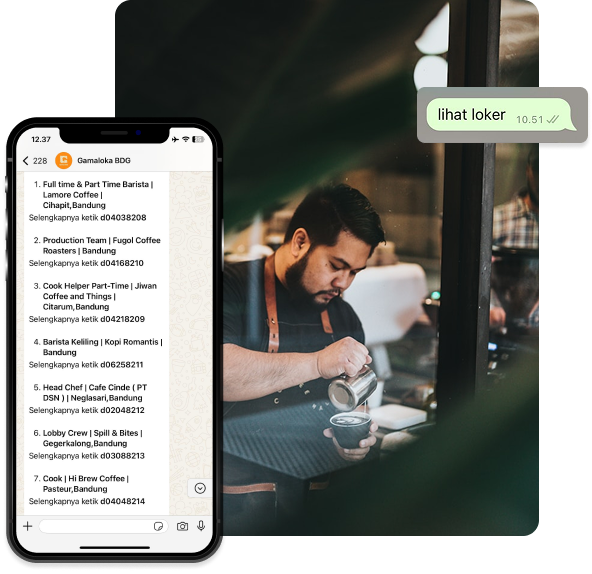 lihat loker 10.51
12.37
228 Gamaloka BDG
1. Full time & Part Time Barista |
Lamore Coffee |
Cihapit,Bandung
Selengkapnya ketik d04038208
2. Production Team | Fugol Coffee
Roasters | Bandung
Selengkapnya ketik d04168210
3. Cook Helper Part-Time | Jiwan
Coffee and Things |
Citarum,Bandung
Selengkapnya ketik d04218209
4. Barista Keliling | Kopi Romantis |
Bandung
Selengkapnya ketik d06258211
5. Head Chef | Cafe Cinde ( PT
DSN ) | Neglasari,Bandung
Selengkapnya ketik d02048212
6. Lobby Crew | Spill & Bites |
Gegerkalong,Bandung
Selengkapnya ketik d03088213
7. Cook | Hi Brew Coffee |
Pasteur,Bandung
Selengkapnya ketik d04048214